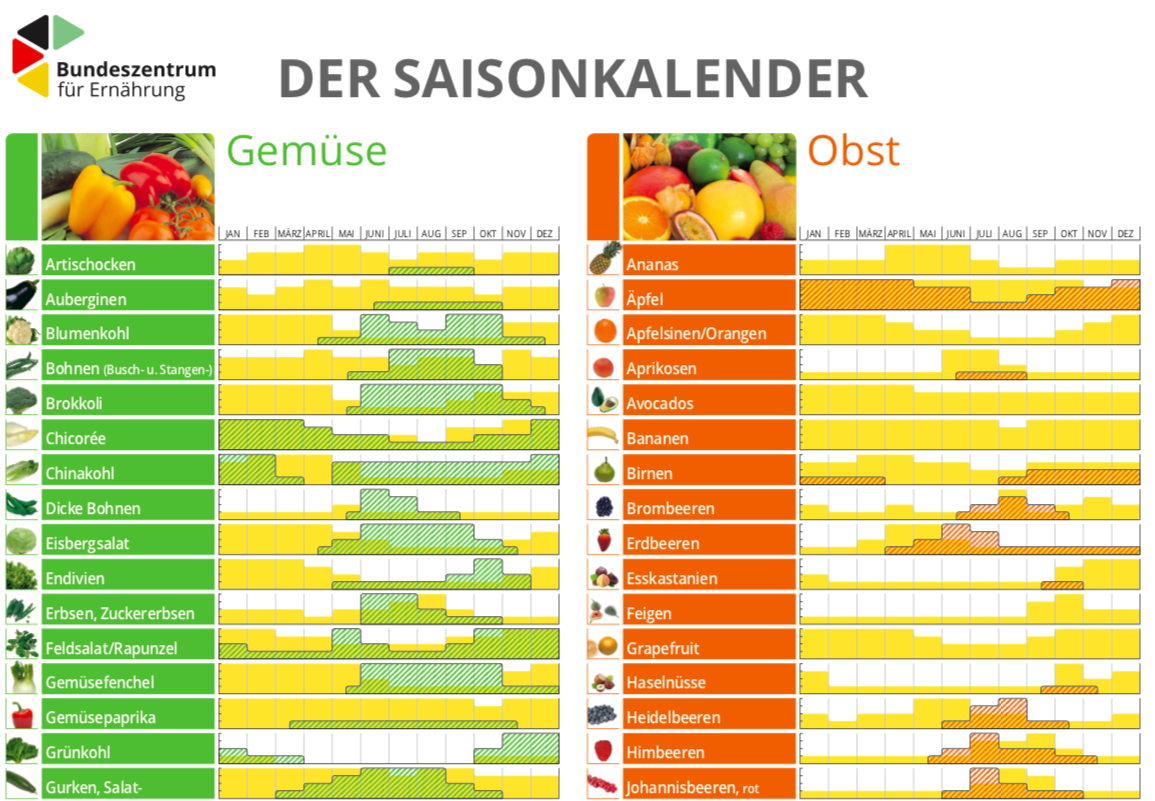 Bundeszentrum
für Ernährung
DER SAISONKALENDER
Gemüse
JAN FEB MÄRZ APRIL MAI JUNI JULI AUG SEP OKT NOV DEZ
Artischocken
Auberginen
Blumenkohl
Bohnen (Busch- u. Stangen-)
Brokkoli
Chicorée
Chinakohl
Dicke Bohnen
Eisbergsalat
Endivien
Erbsen, Zuckererbsen
Feldsalat/Rapunzel
Gemüsefenchel
Gemüsepaprika
Grünkohl
Gurken, Salat-
Obst
JAN FEB MÄRZ APRIL MAI JUNI JULI AUG SEP OKT NOV DEZ
Ananas
Äpfel
Apfelsinen/Orangen
Aprikosen
Avocados
Bananen
Birnen
Brombeeren
Erdbeeren
Esskastanien
Feigen
Grapefruit
Haselnüsse
Heidelbeeren
Himbeeren
Johannisbeeren, rot